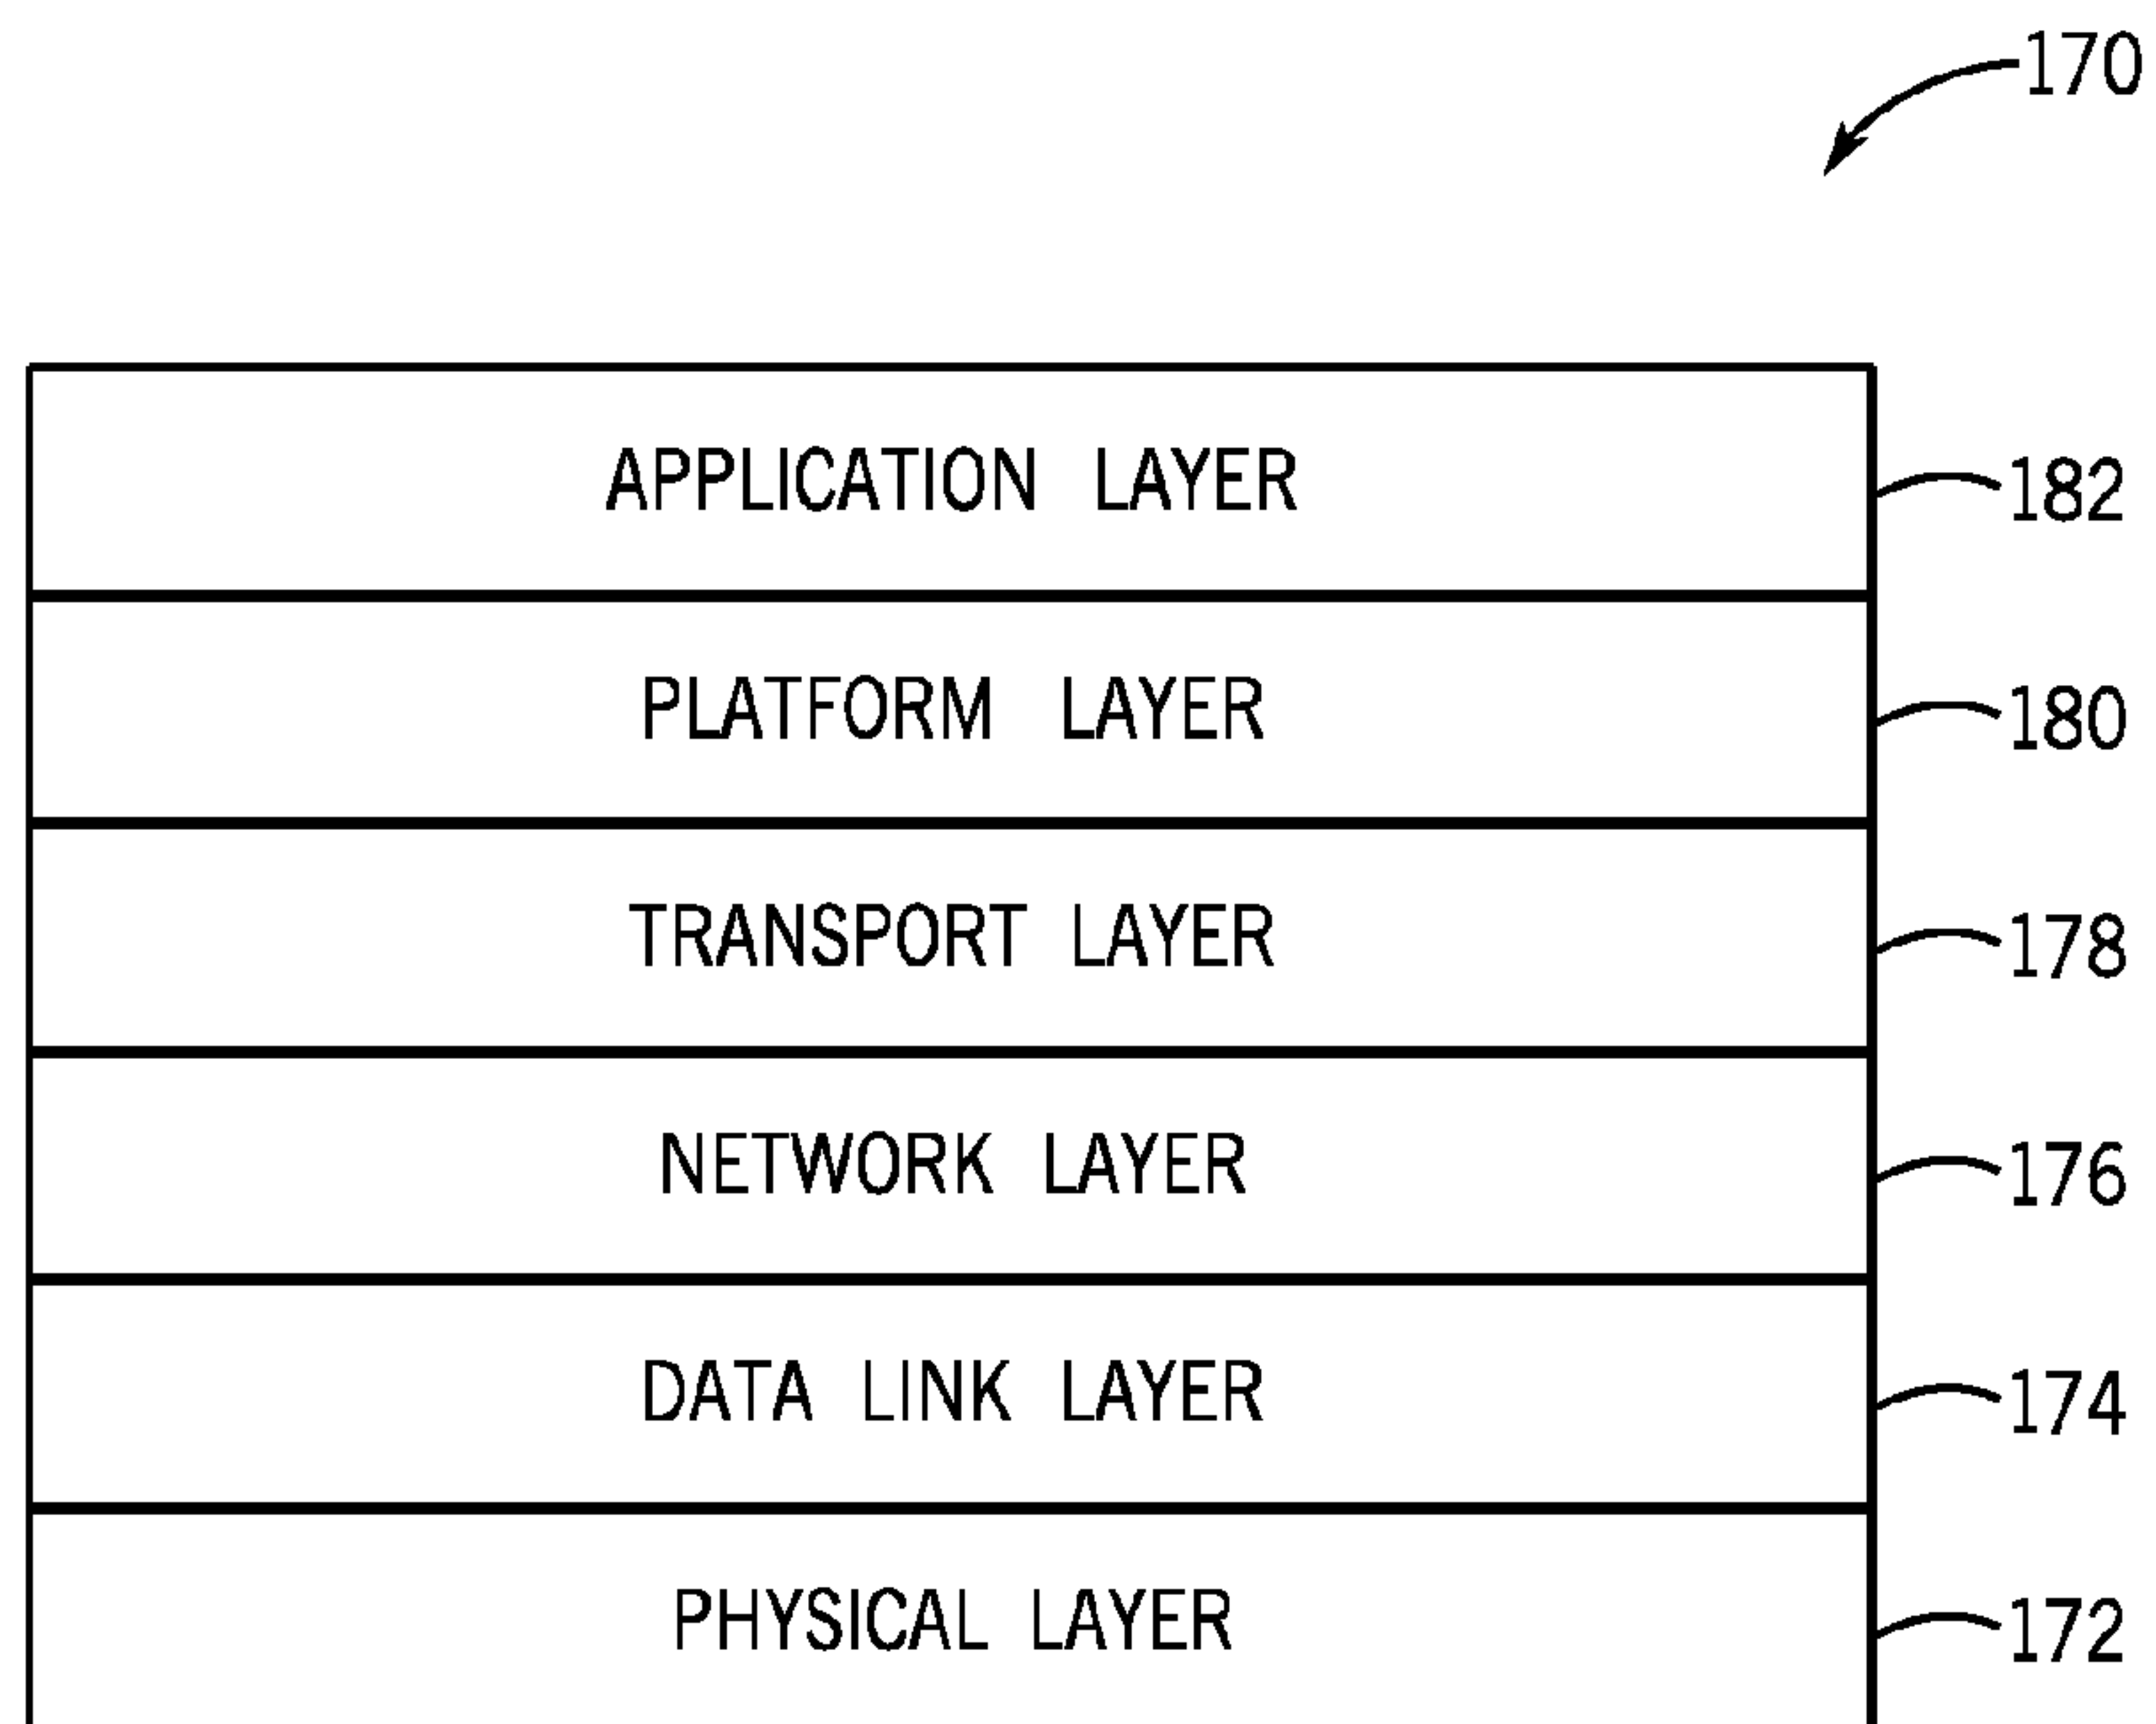 170
APPLICATION LAYER 182
PLATFORM LAYER 180
TRANSPORT LAYER 178
NETWORK LAYER 176
DATA LINK LAYER 174
PHYSICAL LAYER 172